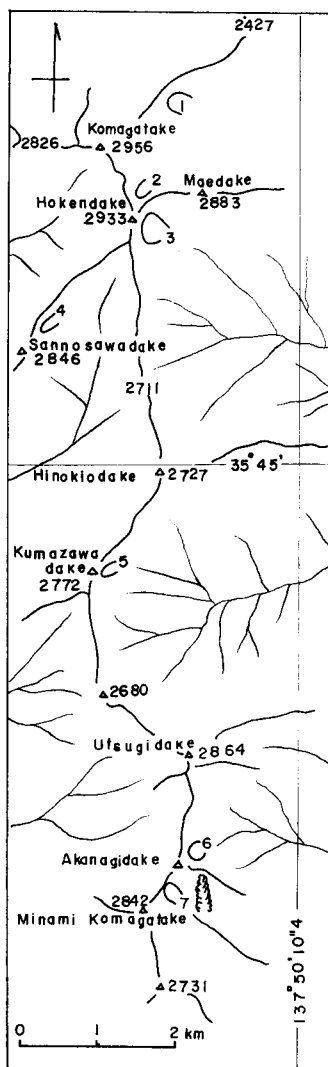 2427
1
Komagatake
2826
2956
2
Maedake
2883
Hokendake
2933
3
4
Sannosawadake
2846
2711
35° 45'
Hinokiodake
2727
Kumazawa
dake
5
2772
2680
Utsugidake
2864
6
Akanagidake
7
2842
Minami Komagatake
2731
137° 50' 10"4
0 1 2 km